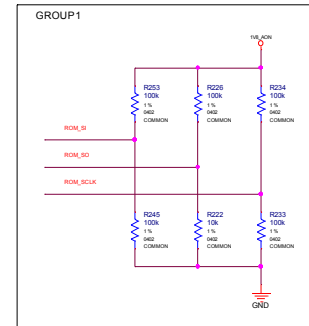 GROUP1
1V8_AON
R253
100k
1 %
0402
COMMON
R226
100k
1 %
0402
COMMON
R234
100k
1 %
0402
COMMON
ROM_SI
ROM_SO
ROM_SCLK
R245
100k
1 %
0402
COMMON
R222
10k
1 %
0402
COMMON
R233
100k
1 %
0402
COMMON
GND